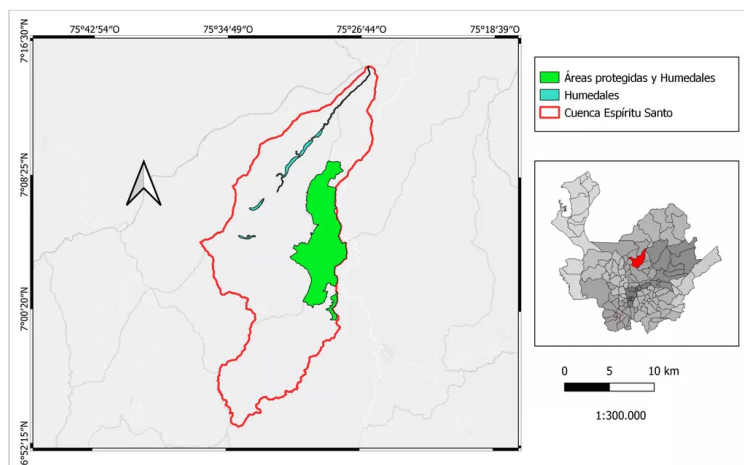 75°42′54″O 75°34′49″O 75°26′44″O 75°18′39″O
7°16′30″N
7°08′25″N
7°00′20″N
6°52′15″N
Áreas protegidas y Humedales
Humedales
Cuenca Espíritu Santo
0 5 10 km
1:300.000